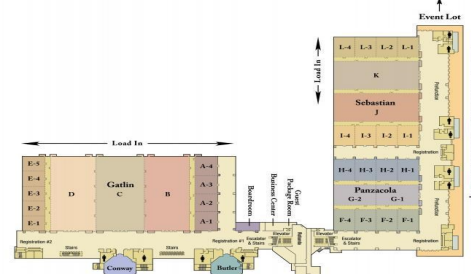 Event Lot
L-4 L-3 L-2 L-1
Load In
K
Prefunction
Sebastian
J
I-4 I-3 I-2 I-1
Registration
Load In
H-4 H-3 H-2 H-1
Panzacola
G-2 G-1
F-4 F-3 F-2 F-1
Prefunction
E-5
E-4
E-3
E-2
E-1
D
Gatlin
C
B
A-4
A-3
A-2
A-1
Boardroom
Business Center
Guest
Package Room
Registration #2
Stairs
Stairs
Registration #1
Escalator
& Stairs
Elevator
Elevator
Escalator
& Stairs
Registration
Conway
Butler